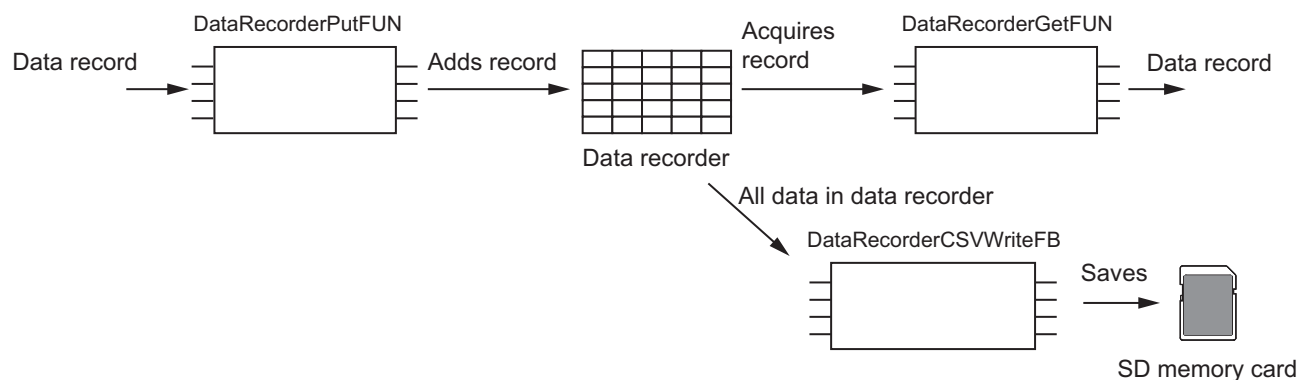 DataRecorderPutFUN
DataRecorderGetFUN
Data record
Adds record
Acquires
record
Data record
Data recorder
All data in data recorder
DataRecorderCSVWriteFB
Saves
SD memory card